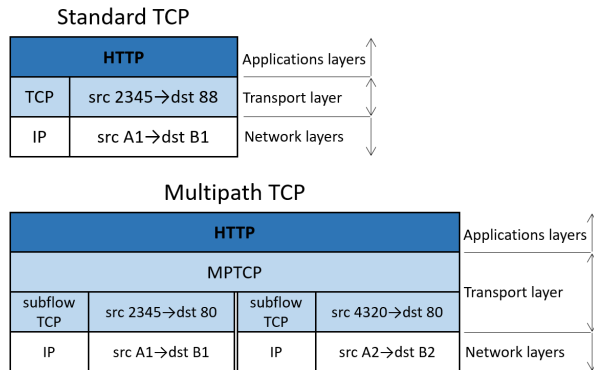 Standard TCP
HTTP
Applications layers
TCP
src 2345→dst 88
Transport layer
IP
src A1→dst B1
Network layers
Multipath TCP
HTTP
Applications layers
MPTCP
Transport layer
subflow
TCP
src 2345→dst 80
subflow
TCP
src 4320→dst 80
IP
src A1→dst B1
IP
src A2→dst B2
Network layers